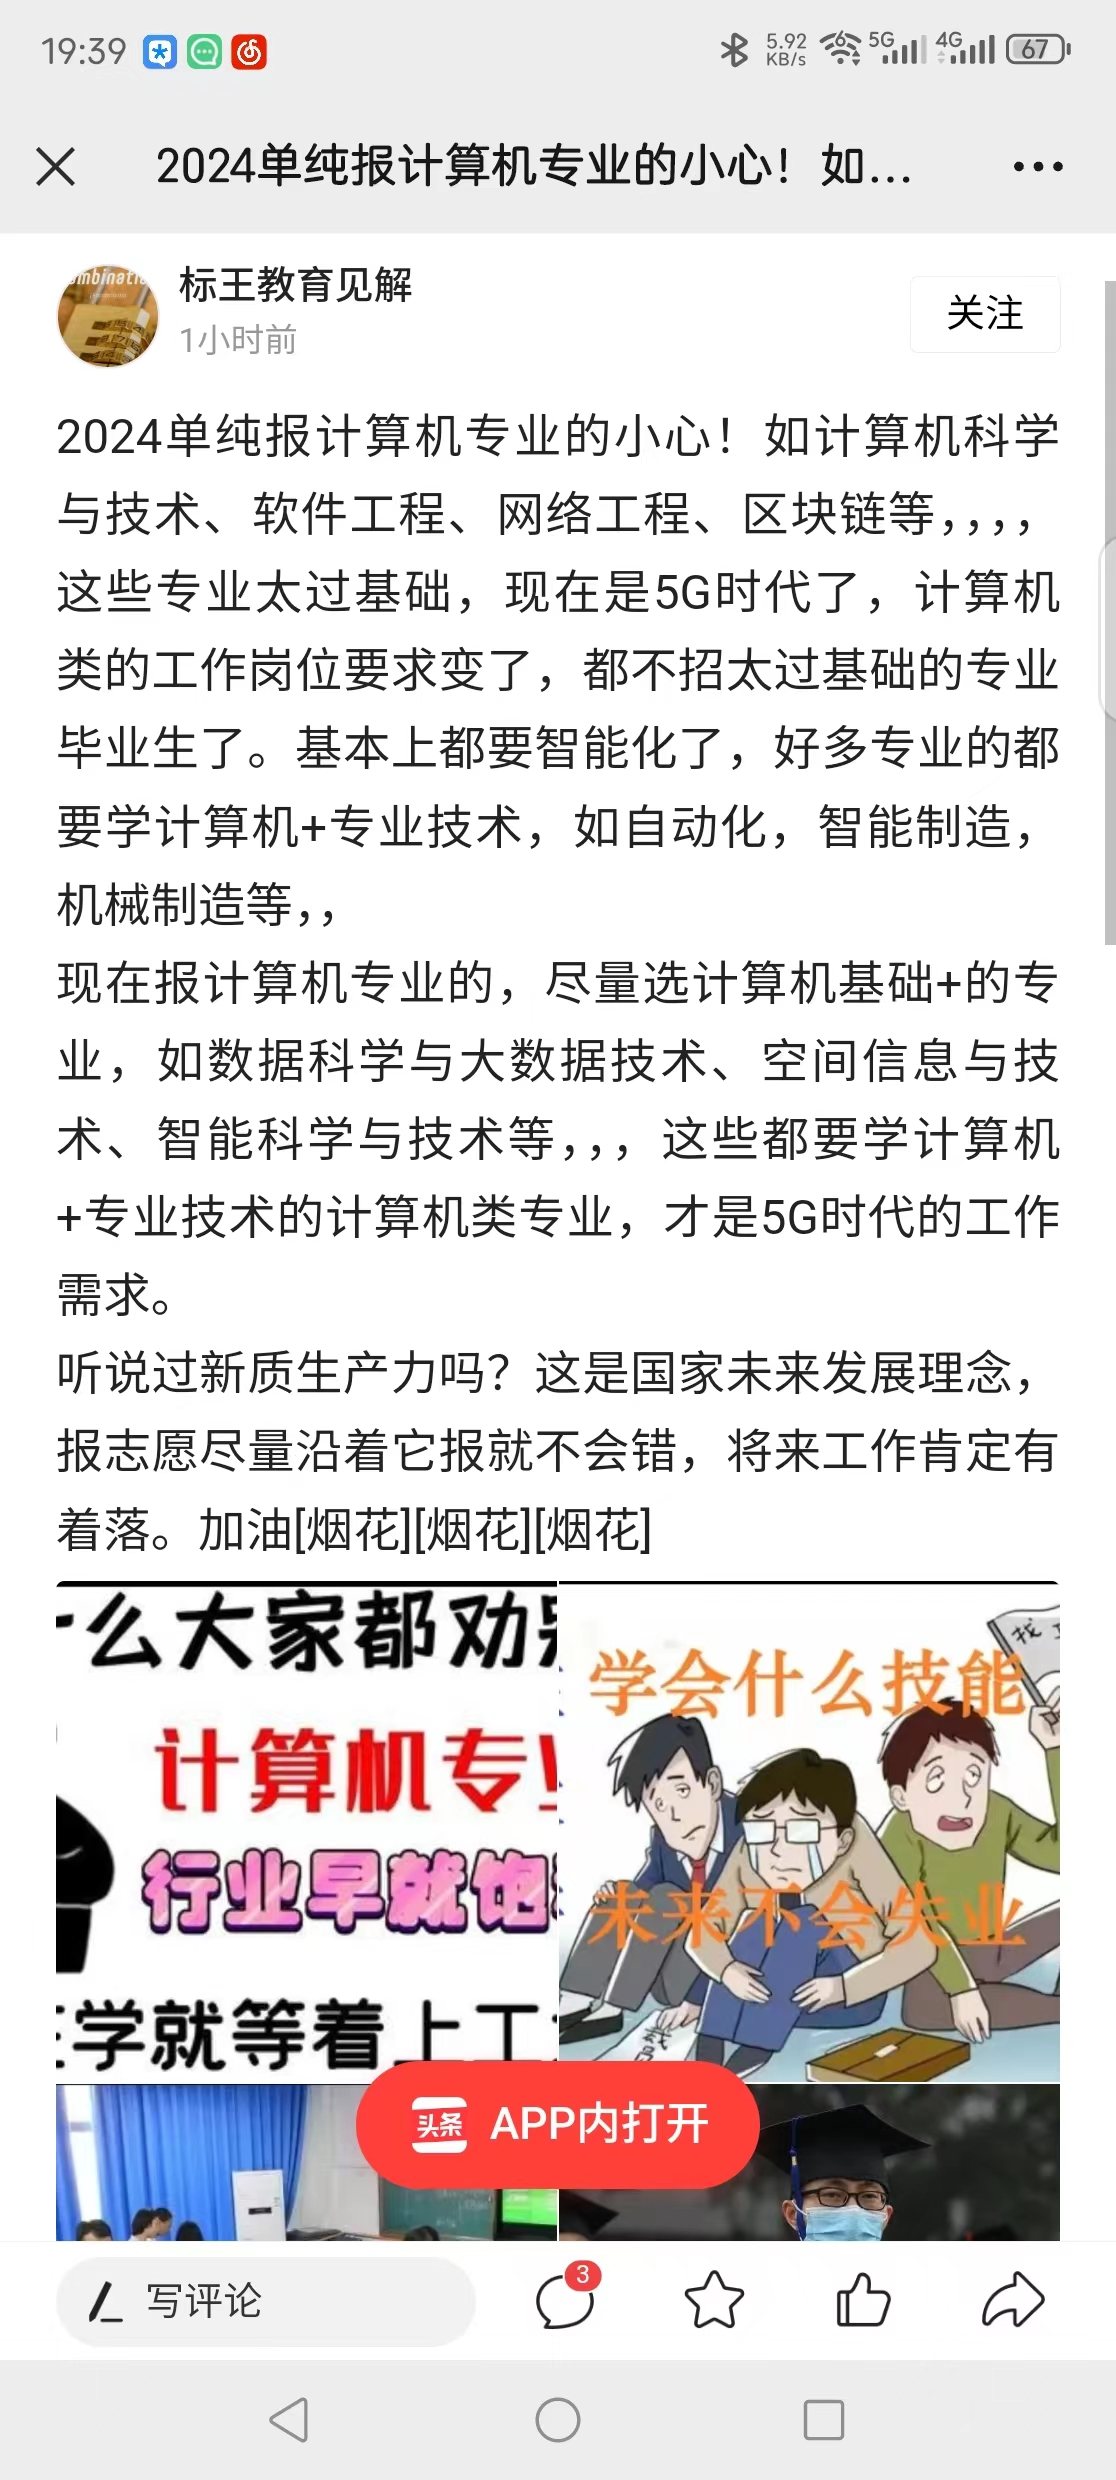 19:39
5.92 KB/s
6
5G
4G
67
2024单纯报计算机专业的小心！如...
标王教育见解
1小时前
关注
2024单纯报计算机专业的小心！如计算机科学
与技术、软件工程、网络工程、区块链等，，，，
这些专业太过基础，现在是5G时代了，计算机
类的工作岗位要求变了，都不招太过基础的专业
毕业生了。基本上都要智能化了，好多专业的都
要学计算机+专业技术，如自动化，智能制造，
机械制造等，，
现在报计算机专业的，尽量选计算机基础+的专
业，如数据科学与大数据技术、空间信息与技
术、智能科学与技术等，，，这些都要学计算机
+专业技术的计算机类专业，才是5G时代的工作
需求。
听说过新质生产力吗？这是国家未来发展理念，
报志愿尽量沿着它报就不会错，将来工作肯定有
着落。加油[烟花][烟花][烟花]
么大家都劝
计算机专
行业早就饱
学就等着上工
找
学会什么技能
未来不会失业
头条 APP内打开
写评论
3